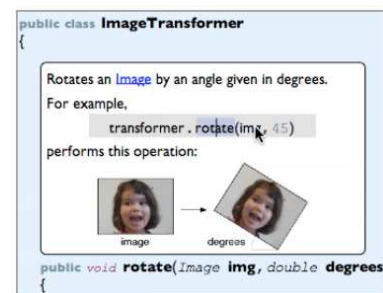 public class ImageTransformer
{
Rotates an Image by an angle given in degrees.
For example,
transformer . rotate(img, 45)
performs this operation:
image degrees
public void rotate(Image img, double degrees
{